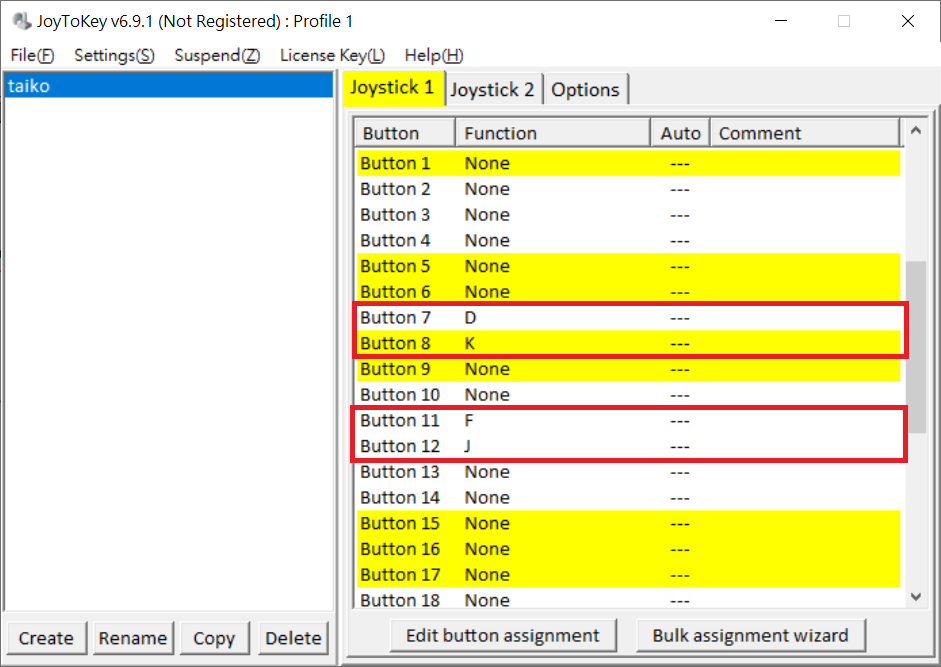 JoyToKey v6.9.1 (Not Registered) : Profile 1
File(F) Settings(S) Suspend(Z) License Key(L) Help(H)
taiko
Joystick 1 Joystick 2 Options
Button Function Auto Comment
Button 1 None ---
Button 2 None ---
Button 3 None ---
Button 4 None ---
Button 5 None ---
Button 6 None ---
Button 7 D ---
Button 8 K ---
Button 9 None ---
Button 10 None ---
Button 11 F ---
Button 12 J ---
Button 13 None ---
Button 14 None ---
Button 15 None ---
Button 16 None ---
Button 17 None ---
Button 18 None ---
Create Rename Copy Delete Edit button assignment Bulk assignment wizard